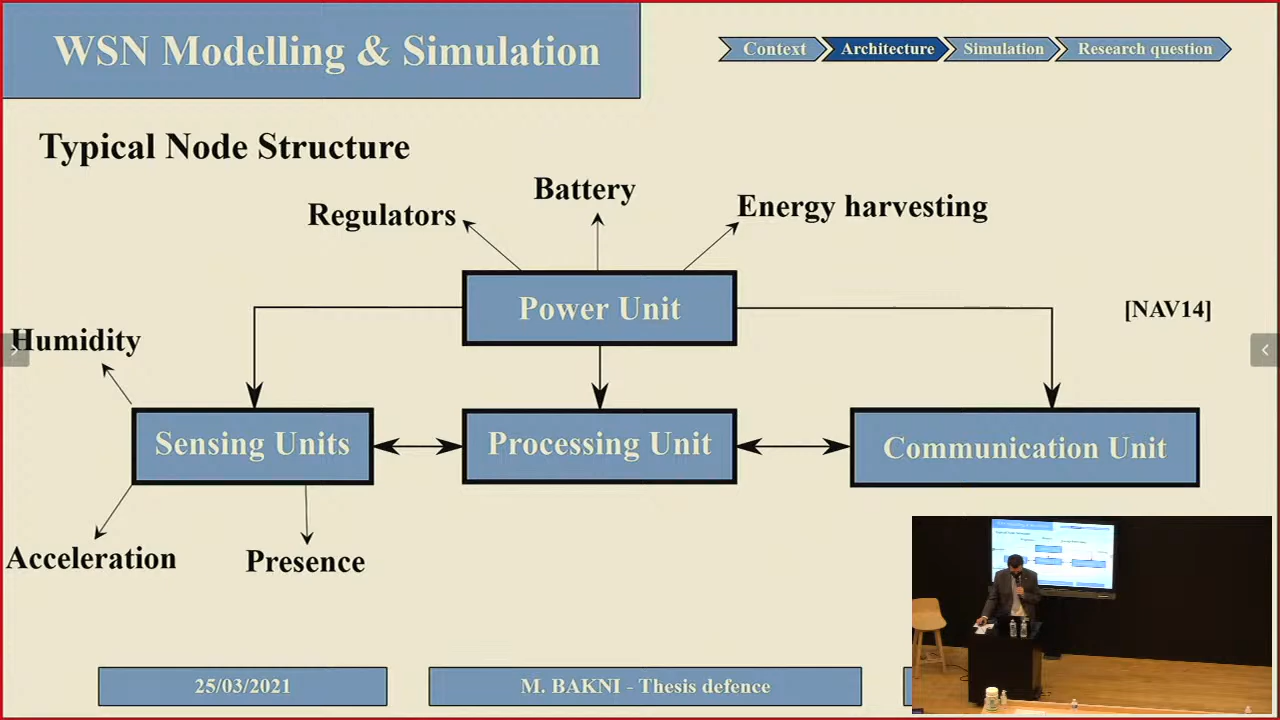 WSN Modelling & Simulation
Context
Architecture
Simulation
Research question
Typical Node Structure
Battery
Regulators
Energy harvesting
Power Unit
[NAV14]
Humidity
Sensing Units
Processing Unit
Communication Unit
Acceleration
Presence
25/03/2021
M. BAKNI - Thesis defence